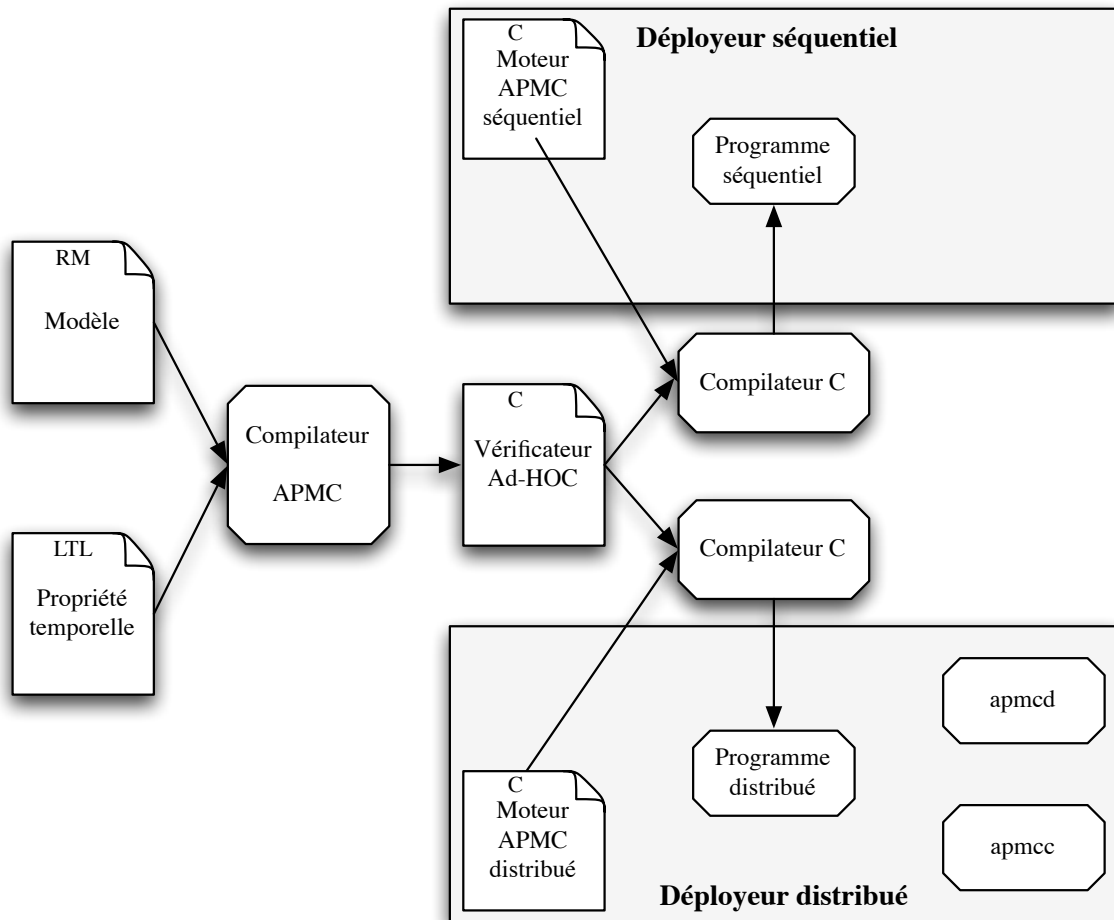 C
Moteur
APMC
séquentiel
Déployeur séquentiel
Programme
séquentiel
RM
Modèle
Compilateur C
C
Vérificateur
Ad-HOC
Compilateur
APMC
LTL
Propriété
temporelle
Compilateur C
apmcd
Programme
distribué
C
Moteur
APMC
distribué
apmcc
Déployeur distribué